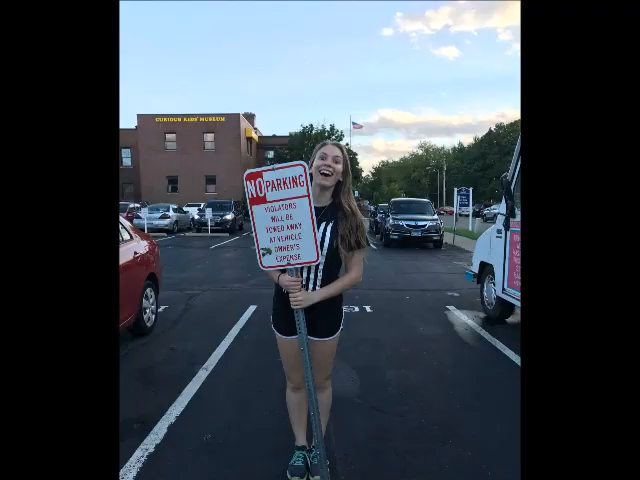 CURIOUS KIDS' MUSEUM
NO PARKING
VIOLATORS
WILL BE
TOWED AWAY
AT VEHICLE
OWNER'S
EXPENSE